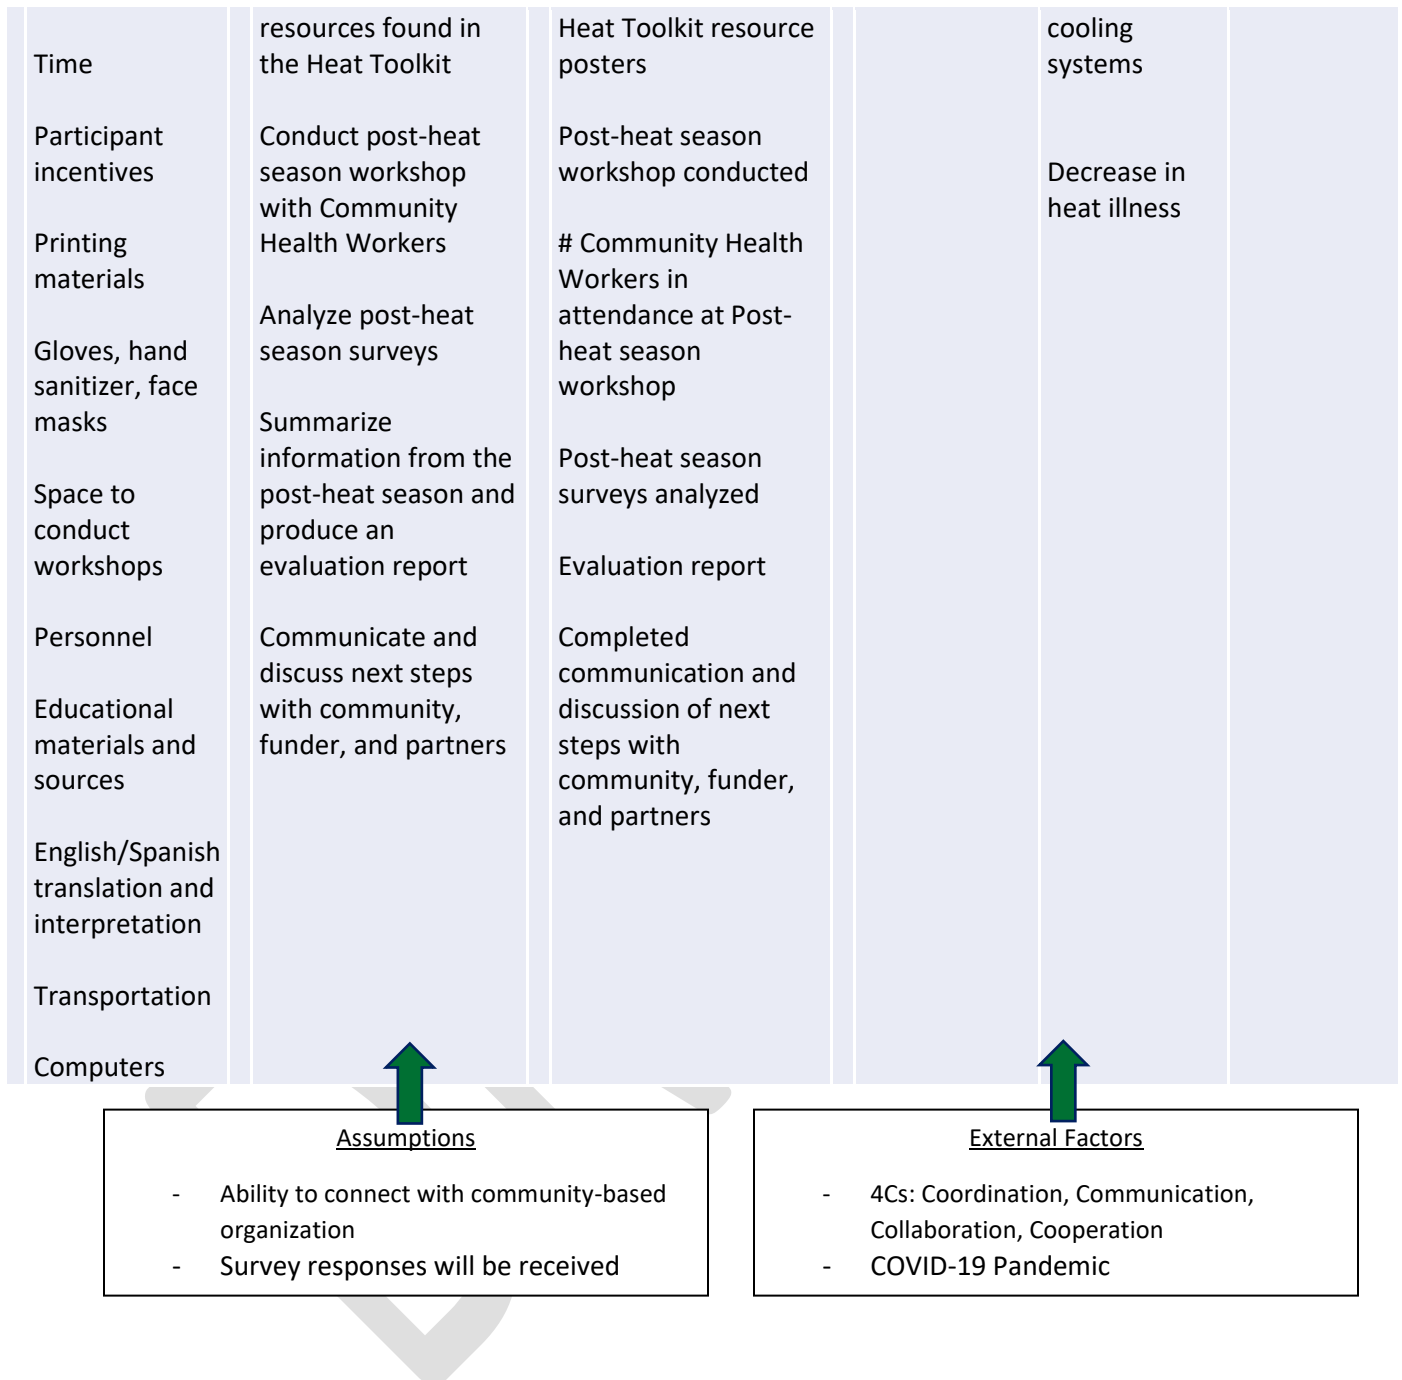 Time
Participant
incentives
Printing
materials
Gloves, hand
sanitizer, face
masks
Space to
conduct
workshops
Personnel
Educational
materials and
sources
English/Spanish
translation and
interpretation
Transportation
Computers
resources found in
the Heat Toolkit
Conduct post-heat
season workshop
with Community
Health Workers
Analyze post-heat
season surveys
Summarize
information from the
post-heat season and
produce an
evaluation report
Communicate and
discuss next steps
with community,
funder, and partners
Heat Toolkit resource
posters
Post-heat season
workshop conducted
# Community Health
Workers in
attendance at Post-
heat season
workshop
Post-heat season
surveys analyzed
Evaluation report
Completed
communication and
discussion of next
steps with
community, funder,
and partners
cooling
systems
Decrease in
heat illness
Assumptions
- Ability to connect with community-based
organization
- Survey responses will be received
External Factors
- 4Cs: Coordination, Communication,
Collaboration, Cooperation
- COVID-19 Pandemic